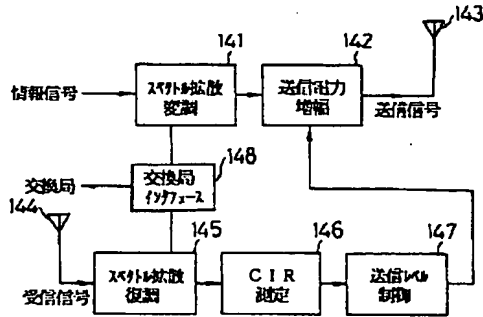 143
141
142
情報信号
スペクトル拡散
変調
送信電力
増幅
送信信号
148
交換局
交換局
インタフェース
144
145
146
147
受信信号
スペクトル拡散
復調
CIR
測定
送信レベル
制御